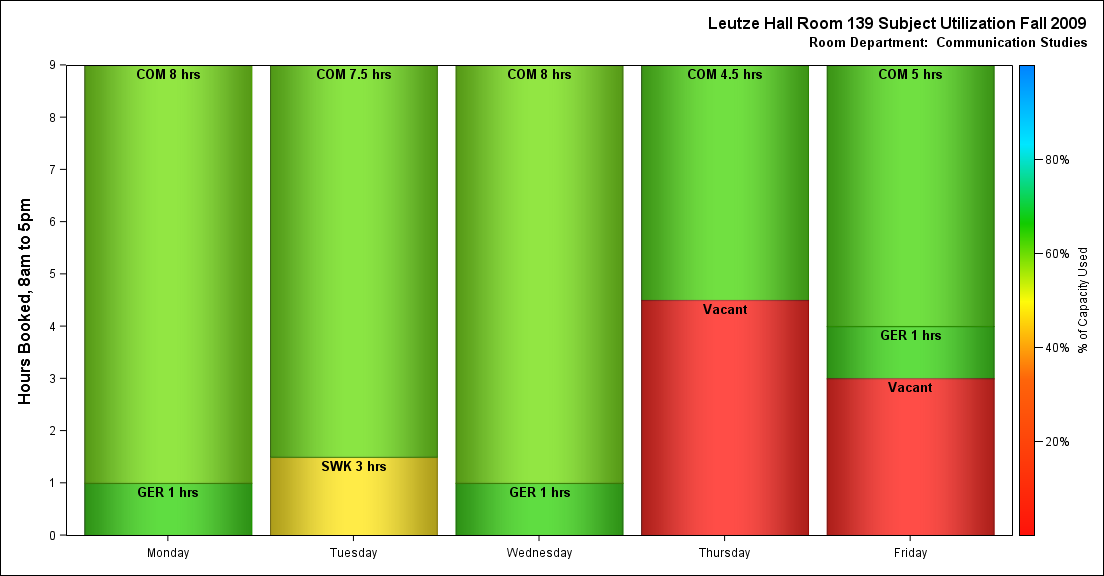 Leutze Hall Room 139 Subject Utilization Fall 2009
Room Department:  Communication Studies
Hours Booked, 8am to 5pm
9
8
7
6
5
4
3
2
1
0
COM 8 hrs
GER 1 hrs
COM 7.5 hrs
SWK 3 hrs
COM 8 hrs
GER 1 hrs
COM 4.5 hrs
Vacant
COM 5 hrs
GER 1 hrs
Vacant
Monday
Tuesday
Wednesday
Thursday
Friday
80%
60%
40%
20%
% of Capacity Used